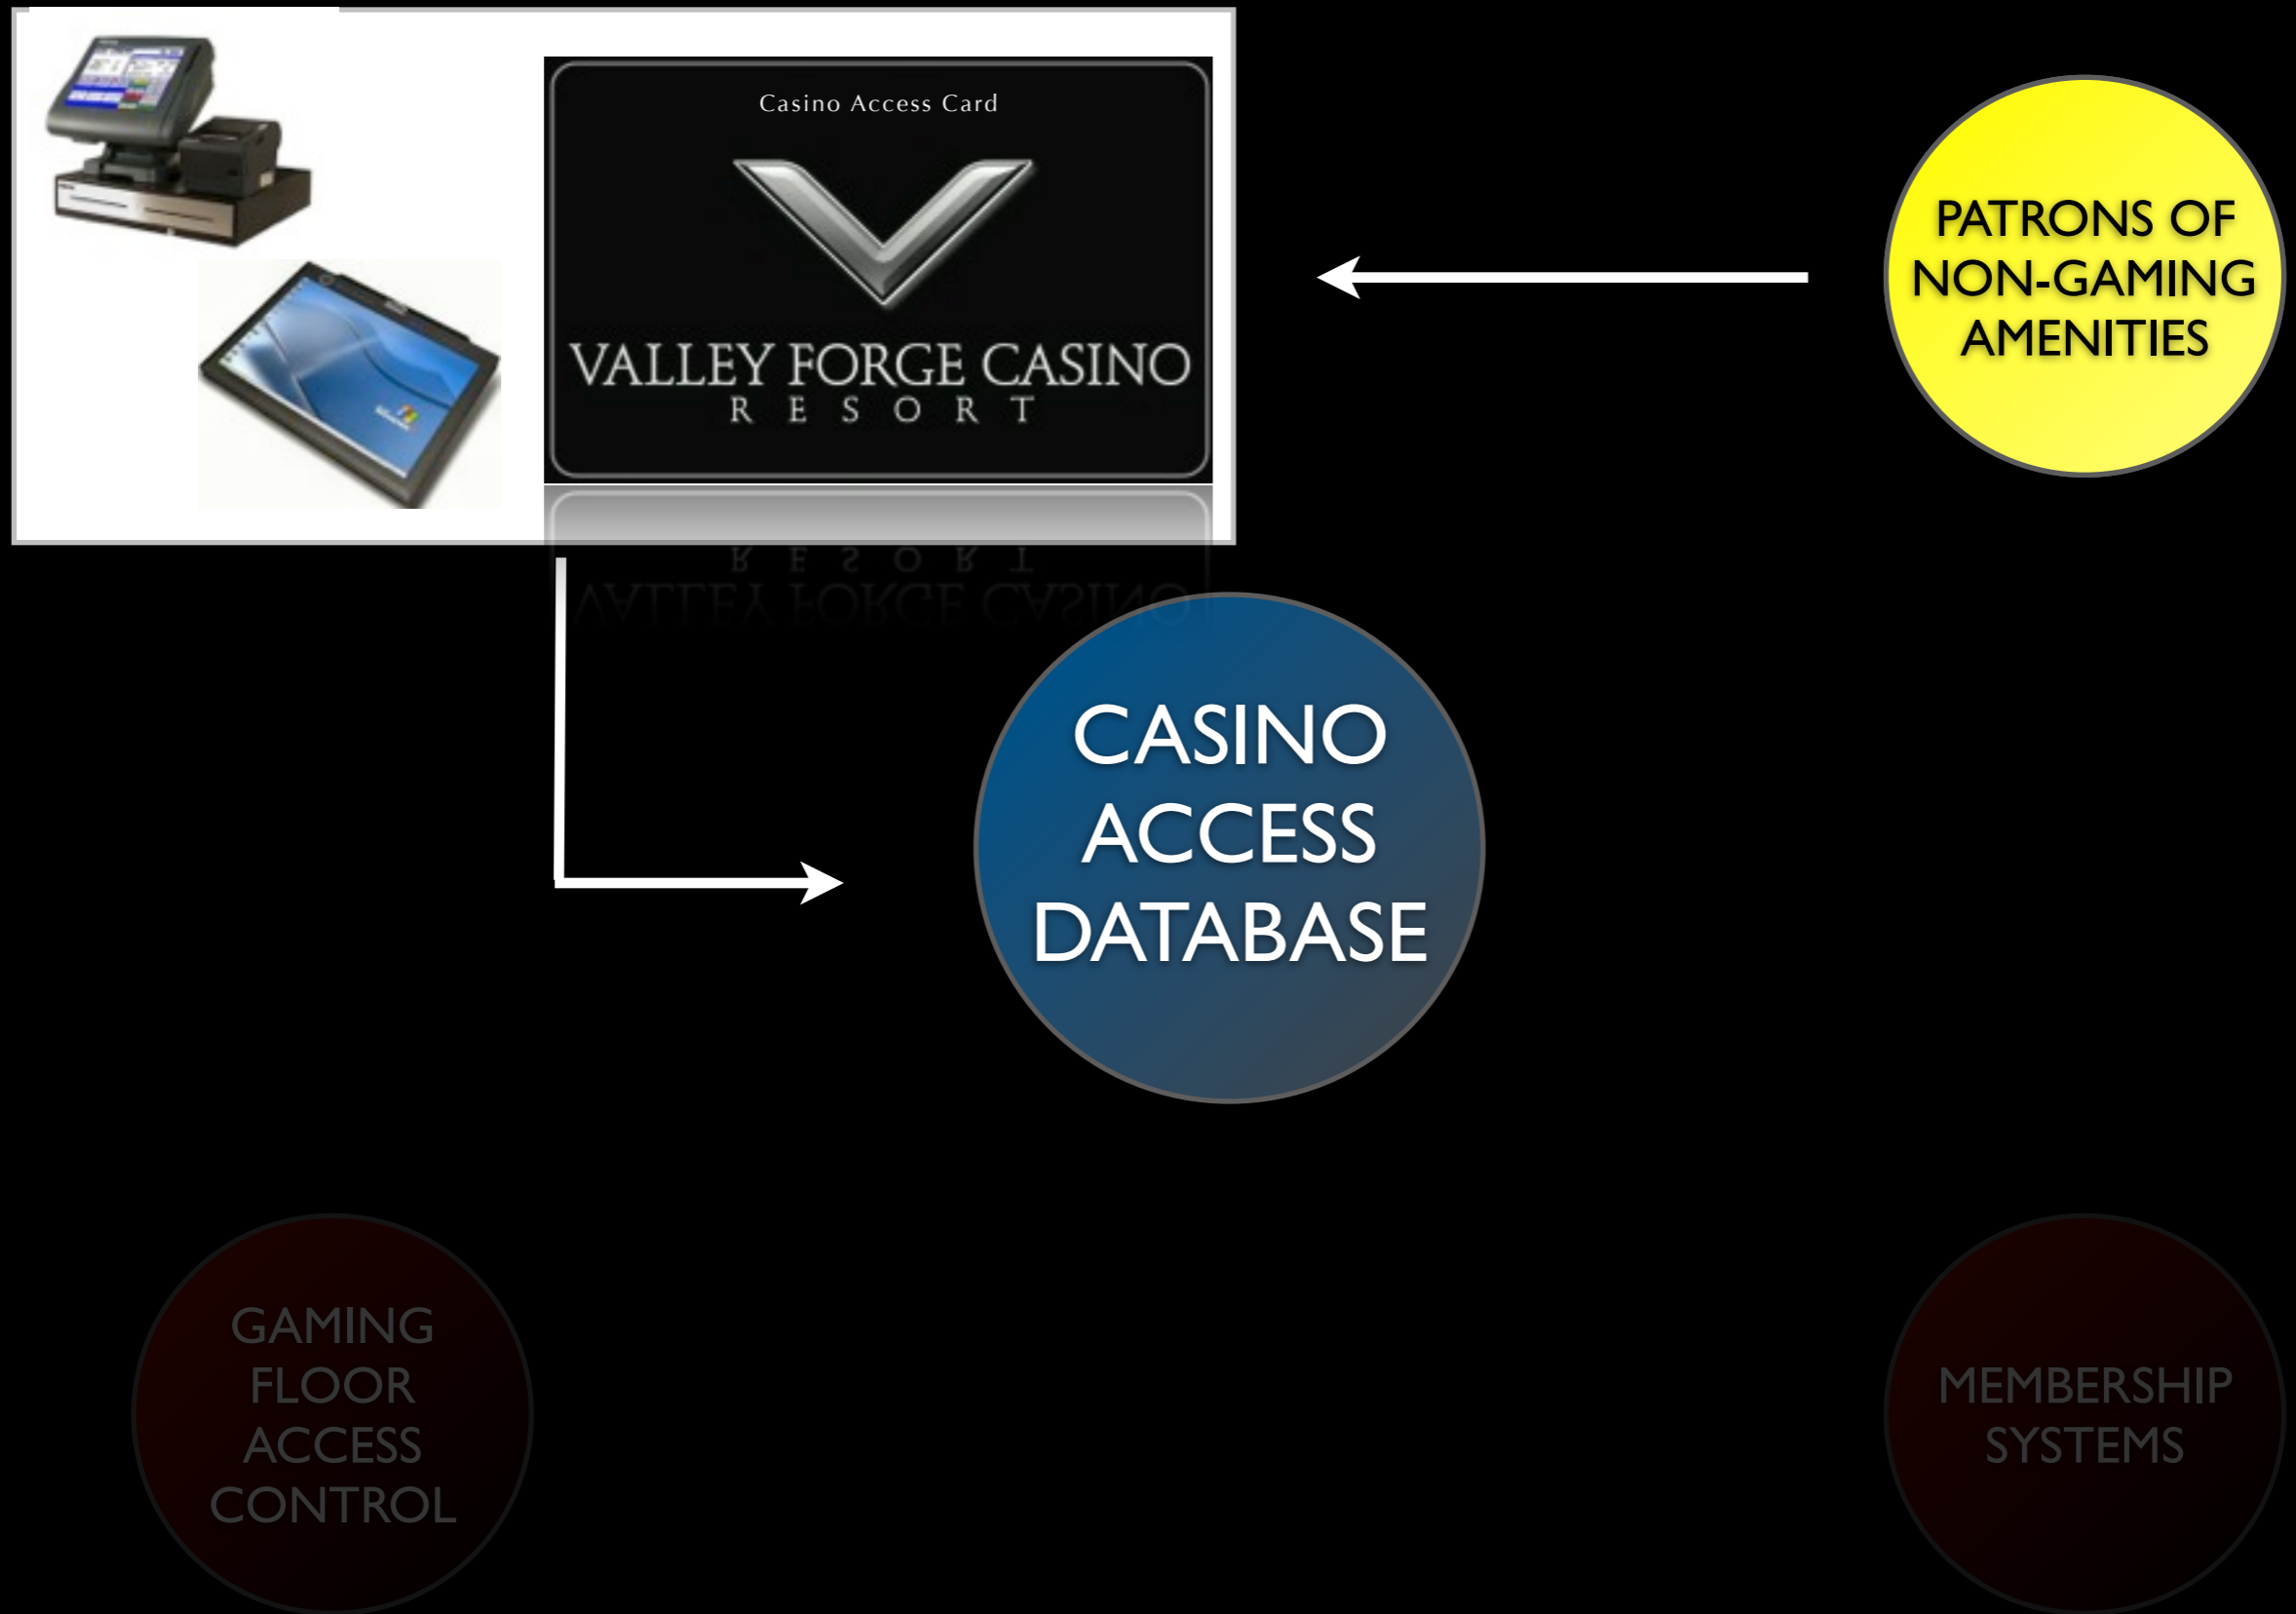 Casino Access Card
VALLEY FORGE CASINO
RESORT
PATRONS OF
NON-GAMING
AMENITIES
CASINO
ACCESS
DATABASE
GAMING
FLOOR
ACCESS
CONTROL
MEMBERSHIP
SYSTEMS